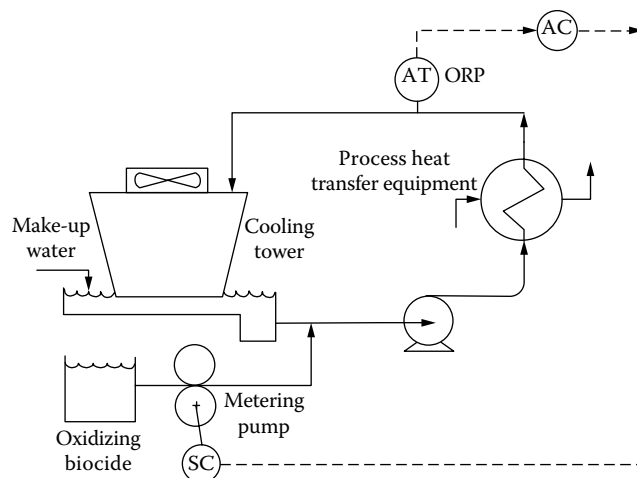 AC
AT
ORP
Process heat
transfer equipment
Make-up
water
Cooling
tower
Metering
pump
Oxidizing
biocide
SC